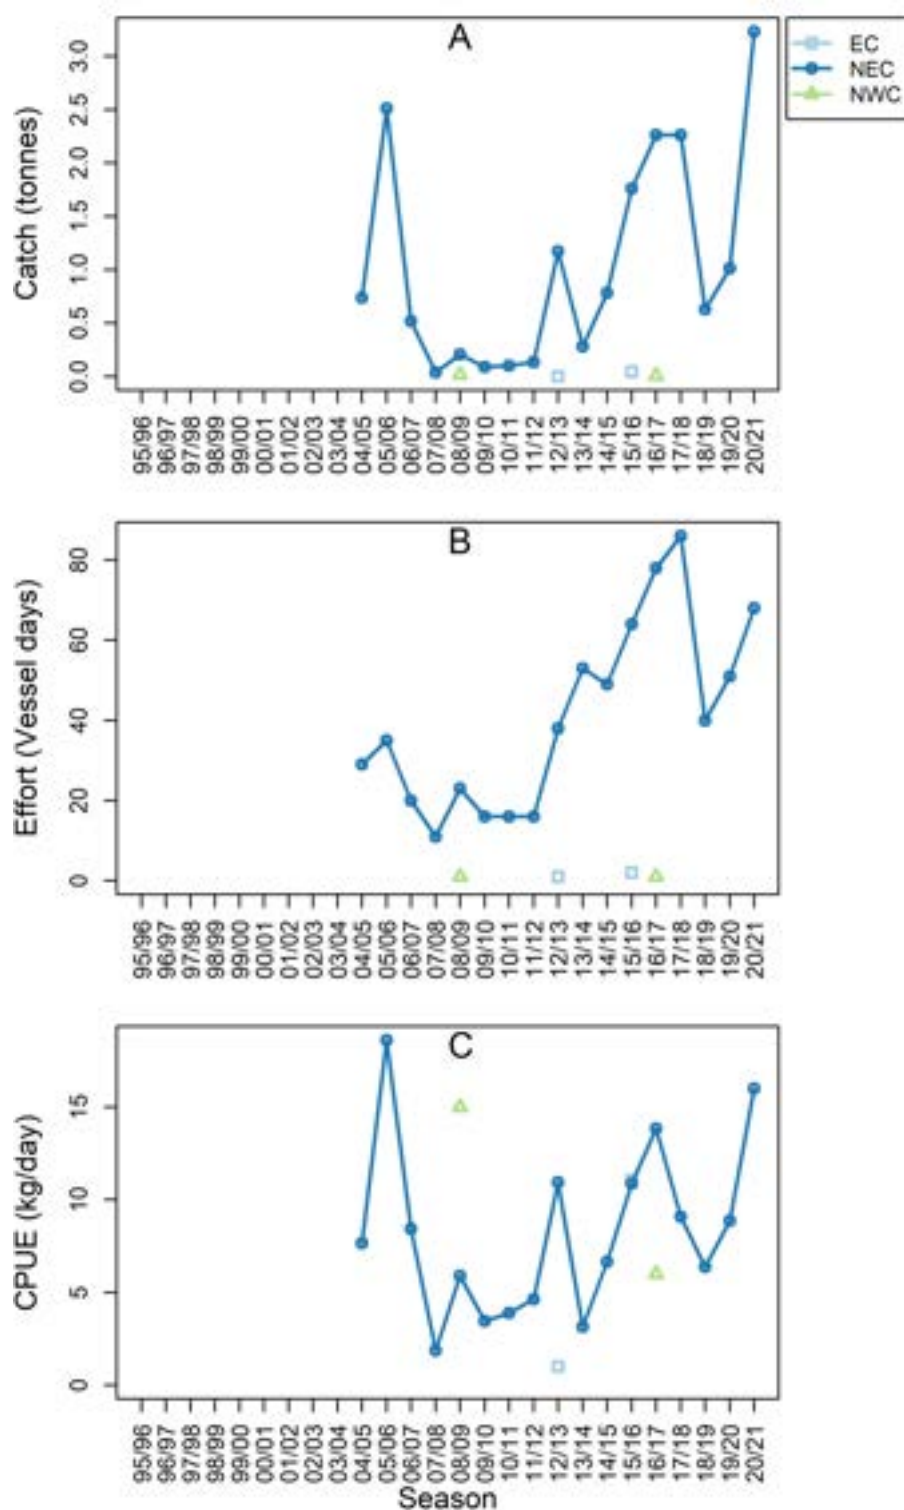 A
EC
NEC
NWC
Catch (tonnes)
3.0
2.5
2.0
1.5
1.0
0.5
0.0
95/96 96/97 97/98 98/99 99/00 00/01 01/02 02/03 03/04 04/05 05/06 06/07 07/08 08/09 09/10 10/11 11/12 12/13 13/14 14/15 15/16 16/17 17/18 18/19 19/20 20/21
B
Effort (Vessel days)
80
60
40
20
0
95/96 96/97 97/98 98/99 99/00 00/01 01/02 02/03 03/04 04/05 05/06 06/07 07/08 08/09 09/10 10/11 11/12 12/13 13/14 14/15 15/16 16/17 17/18 18/19 19/20 20/21
C
CPUE (kg/day)
15
10
5
0
95/96 96/97 97/98 98/99 99/00 00/01 01/02 02/03 03/04 04/05 05/06 06/07 07/08 08/09 09/10 10/11 11/12 12/13 13/14 14/15 15/16 16/17 17/18 18/19 19/20 20/21
Season